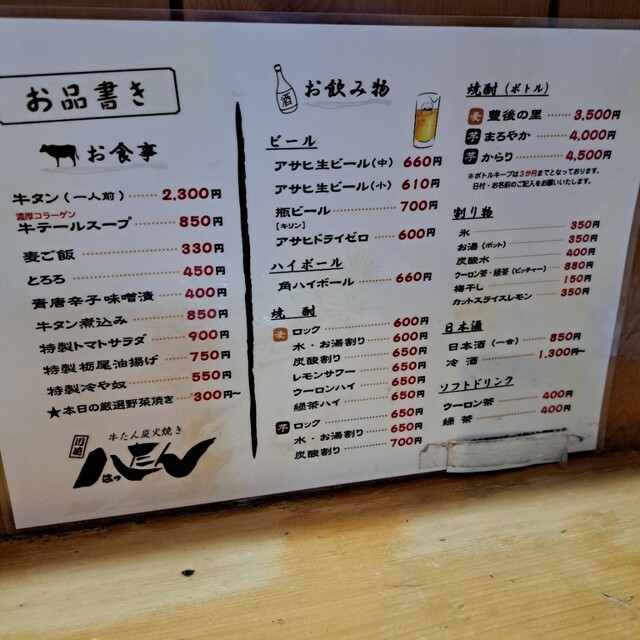 お品書き
お食事
牛タン（一人前）……… 2,300円
濃厚コラーゲン
牛テールスープ ……… 850円
麦ご飯 ……… 330円
とろろ ……… 450円
青唐辛子味噌漬 ……… 400円
牛タン煮込み ……… 850円
特製トマトサラダ ……… 900円
特製栃尾油揚げ ……… 750円
特製冷や奴 ……… 550円
★本日の厳選野菜焼き … 300円～
牛たん炭火焼き
川崎
ハたん
はっ
酒
お飲み物
ビール
アサヒ生ビール（中） 660円
アサヒ生ビール（小） 610円
瓶ビール ……… 700円
［キリン］
アサヒドライゼロ …… 600円
ハイボール
角ハイボール ……… 660円
焼酎
麦 ロック ……… 600円
水・お湯割り ……… 600円
炭酸割り ……… 650円
レモンサワー ……… 650円
ウーロンハイ ……… 650円
緑茶ハイ ……… 650円
芋 ロック ……… 650円
水・お湯割り ……… 650円
炭酸割り ……… 700円
焼酎（ボトル）
麦 豊後の里 ……… 3,500円
芋 まろやか ……… 4,000円
芋 からり ……… 4,500円
※ボトルキープは3か月までとなっております。
日付・お名前のご記入をお願いいたします。
割り物
氷 ……… 350円
お湯（ポット） ……… 350円
炭酸水 ……… 400円
ウーロン茶・緑茶（ピッチャー） …… 880円
梅干し ……… 150円
カットスライスレモン ……… 350円
日本酒
日本酒（一合） ……… 850円
冷酒 ……… 1,300円～
ソフトドリンク
ウーロン茶 ……… 400円
緑茶 ……… 400円